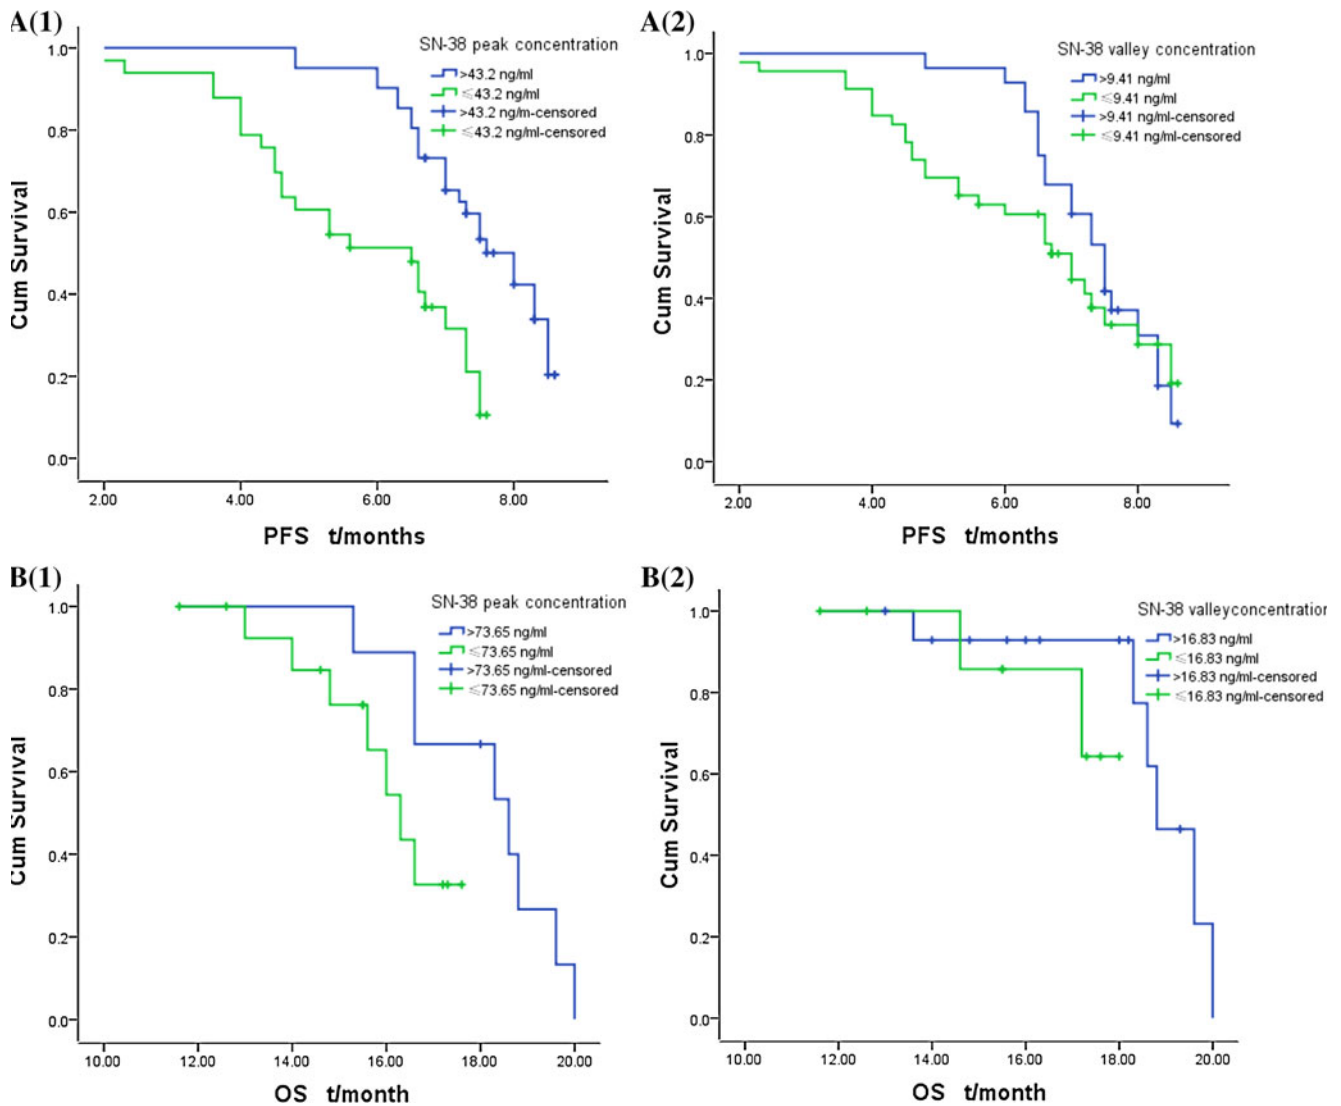 A(1)
SN-38 peak concentration
>43.2 ng/ml
≤43.2 ng/ml
>43.2 ng/m-censored
≤43.2 ng/ml-censored
Cum Survival
1.0
0.8
0.6
0.4
0.2
0.0
2.00 4.00 6.00 8.00
PFS t/months
A(2)
SN-38 valley concentration
>9.41 ng/ml
≤9.41 ng/ml
>9.41 ng/ml-censored
≤9.41 ng/ml-censored
Cum Survival
1.0
0.8
0.6
0.4
0.2
0.0
2.00 4.00 6.00 8.00
PFS t/months
B(1)
SN-38 peak concentration
>73.65 ng/ml
≤73.65 ng/ml
>73.65 ng/ml-censored
≤73.65 ng/ml-censored
Cum Survival
1.0
0.8
0.6
0.4
0.2
0.0
10.00 12.00 14.00 16.00 18.00 20.00
OS t/month
B(2)
SN-38 valleyconcentration
>16.83 ng/ml
≤16.83 ng/ml
>16.83 ng/ml-censored
≤16.83 ng/ml-censored
Cum Survival
1.0
0.8
0.6
0.4
0.2
0.0
10.00 12.00 14.00 16.00 18.00 20.00
OS t/month